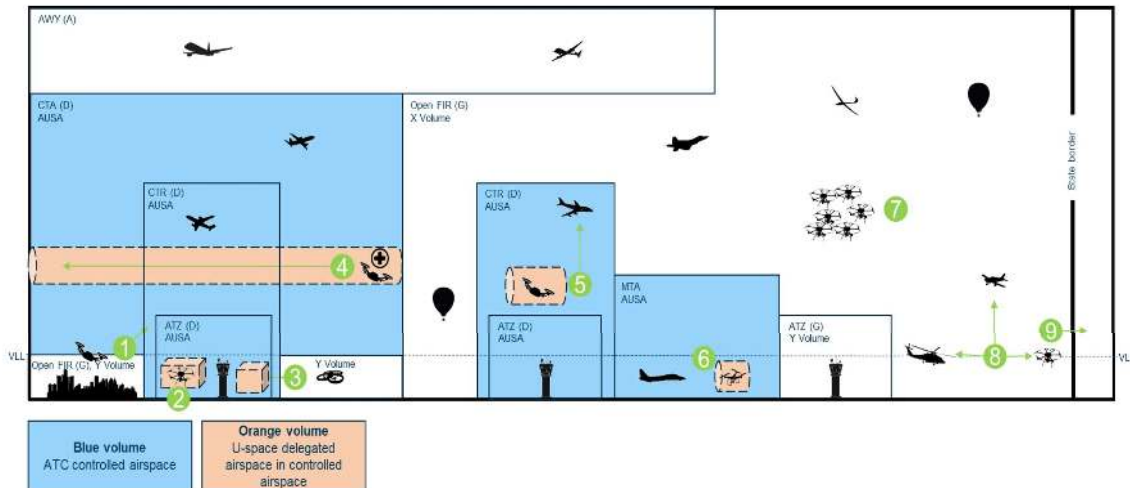 AWY (A)
CTA (D)
AUSA
Open FIR (G)
X Volume
CTR (D)
AUSA
CTR (D)
AUSA
State border
7
4
5
MTA
AUSA
ATZ (D)
AUSA
ATZ (D)
AUSA
ATZ (G)
Y Volume
1
9
VLL
VL
Open FIR (G), Y Volume
Y Volume
6
8
3
2
Blue volume
ATC controlled airspace
Orange volume
U-space delegated
airspace in controlled
airspace